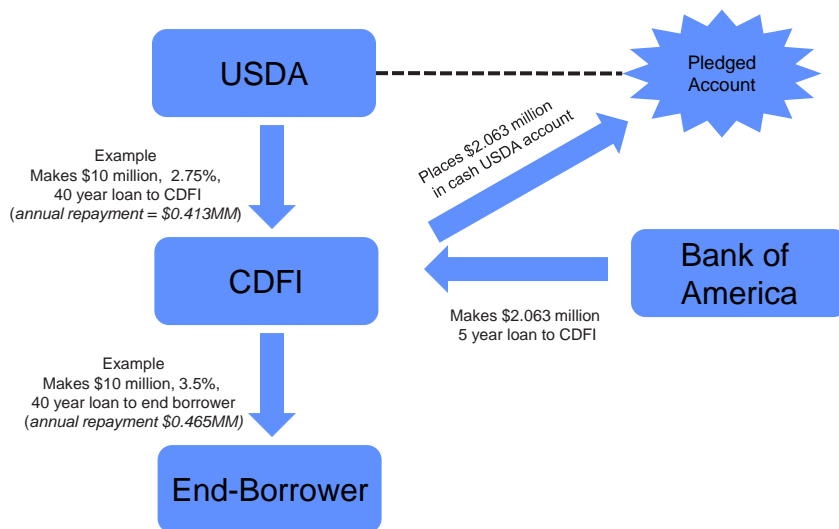 USDA
Pledged
Account
Example
Makes $10 million,  2.75%,
40 year loan to CDFI
(annual repayment = $0.413MM)
Places $2.063 million
in cash USDA account
CDFI
Bank of
America
Makes $2.063 million
5 year loan to CDFI
Example
Makes $10 million, 3.5%,
40 year loan to end borrower
(annual repayment $0.465MM)
End-Borrower